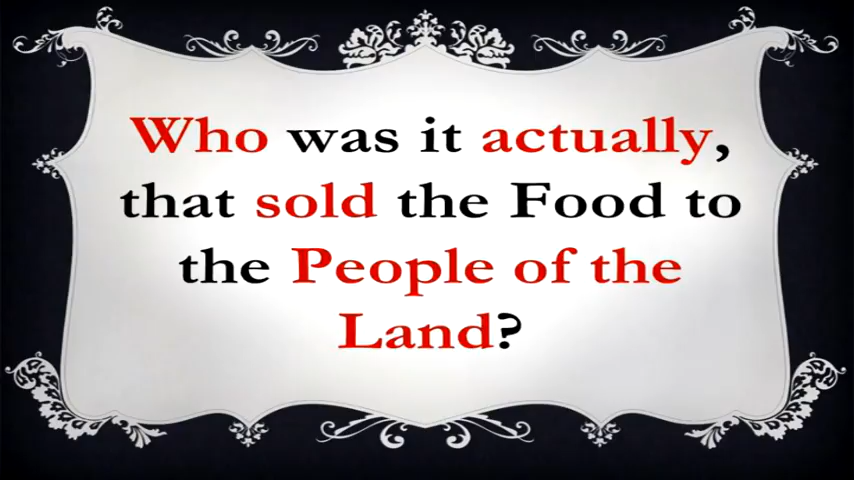 Who was it actually,
that sold the Food to
the People of the
Land?